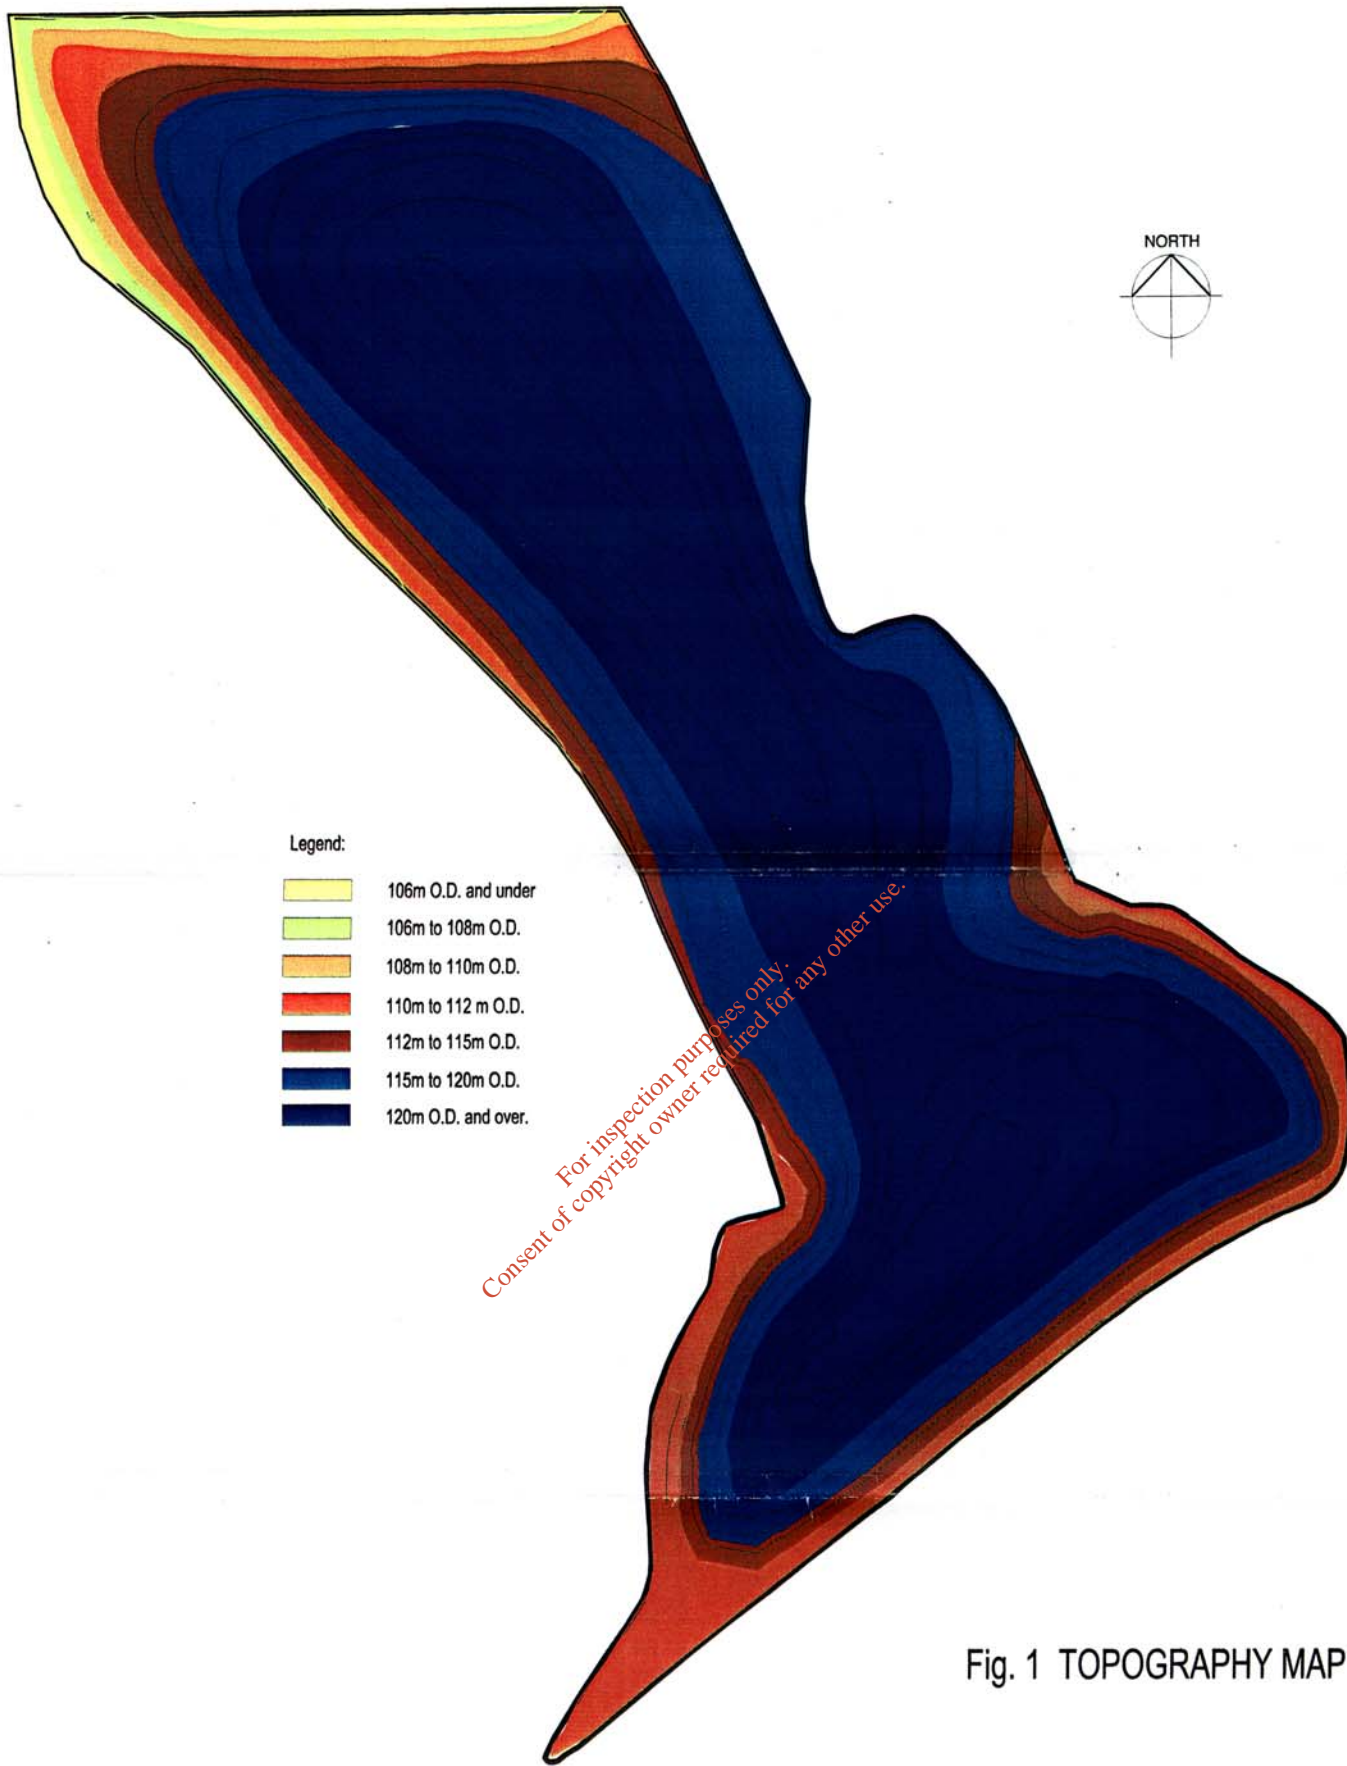 NORTH
Legend:
106m O.D. and under
106m to 108m O.D.
108m to 110m O.D.
110m to 112 m O.D.
112m to 115m O.D.
115m to 120m O.D.
120m O.D. and over.
For inspection purposes only.
Consent of copyright owner required for any other use.
Fig. 1 TOPOGRAPHY MAP